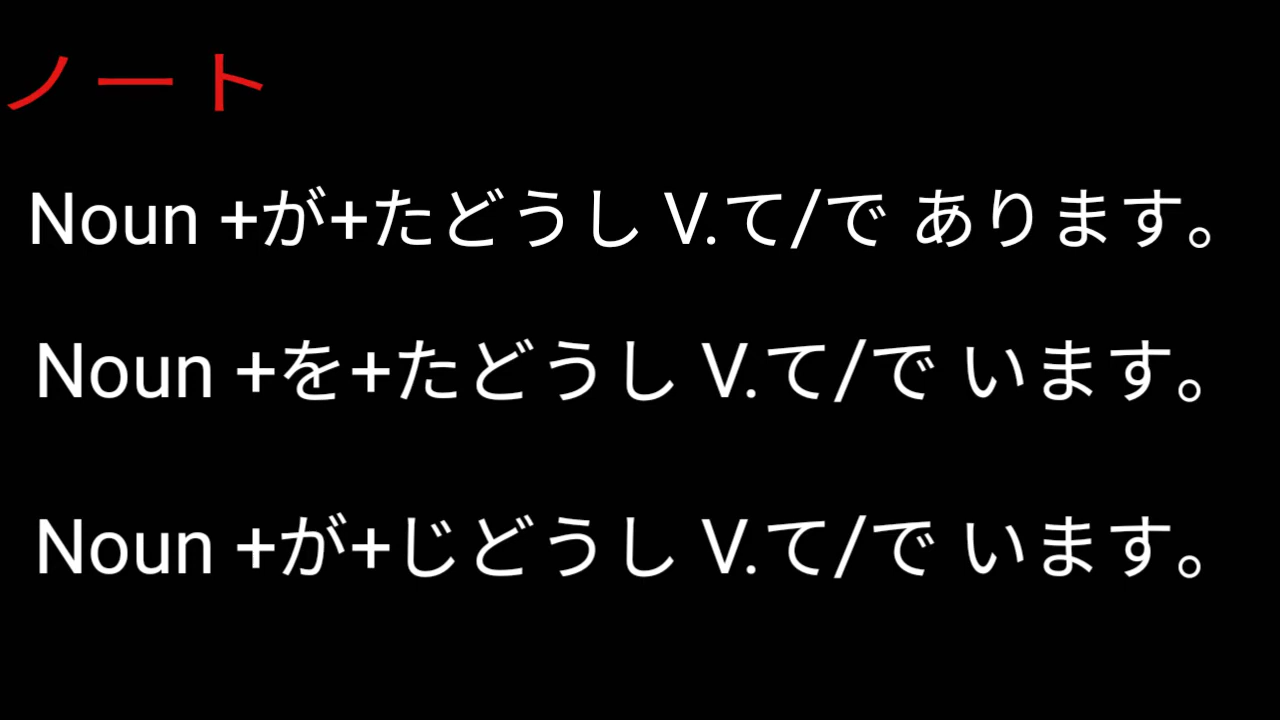 ノート
Noun +が+たどうし V.て/で あります。
Noun +を+たどうし V.て/で います。
Noun +が+じどうし V.て/で います。